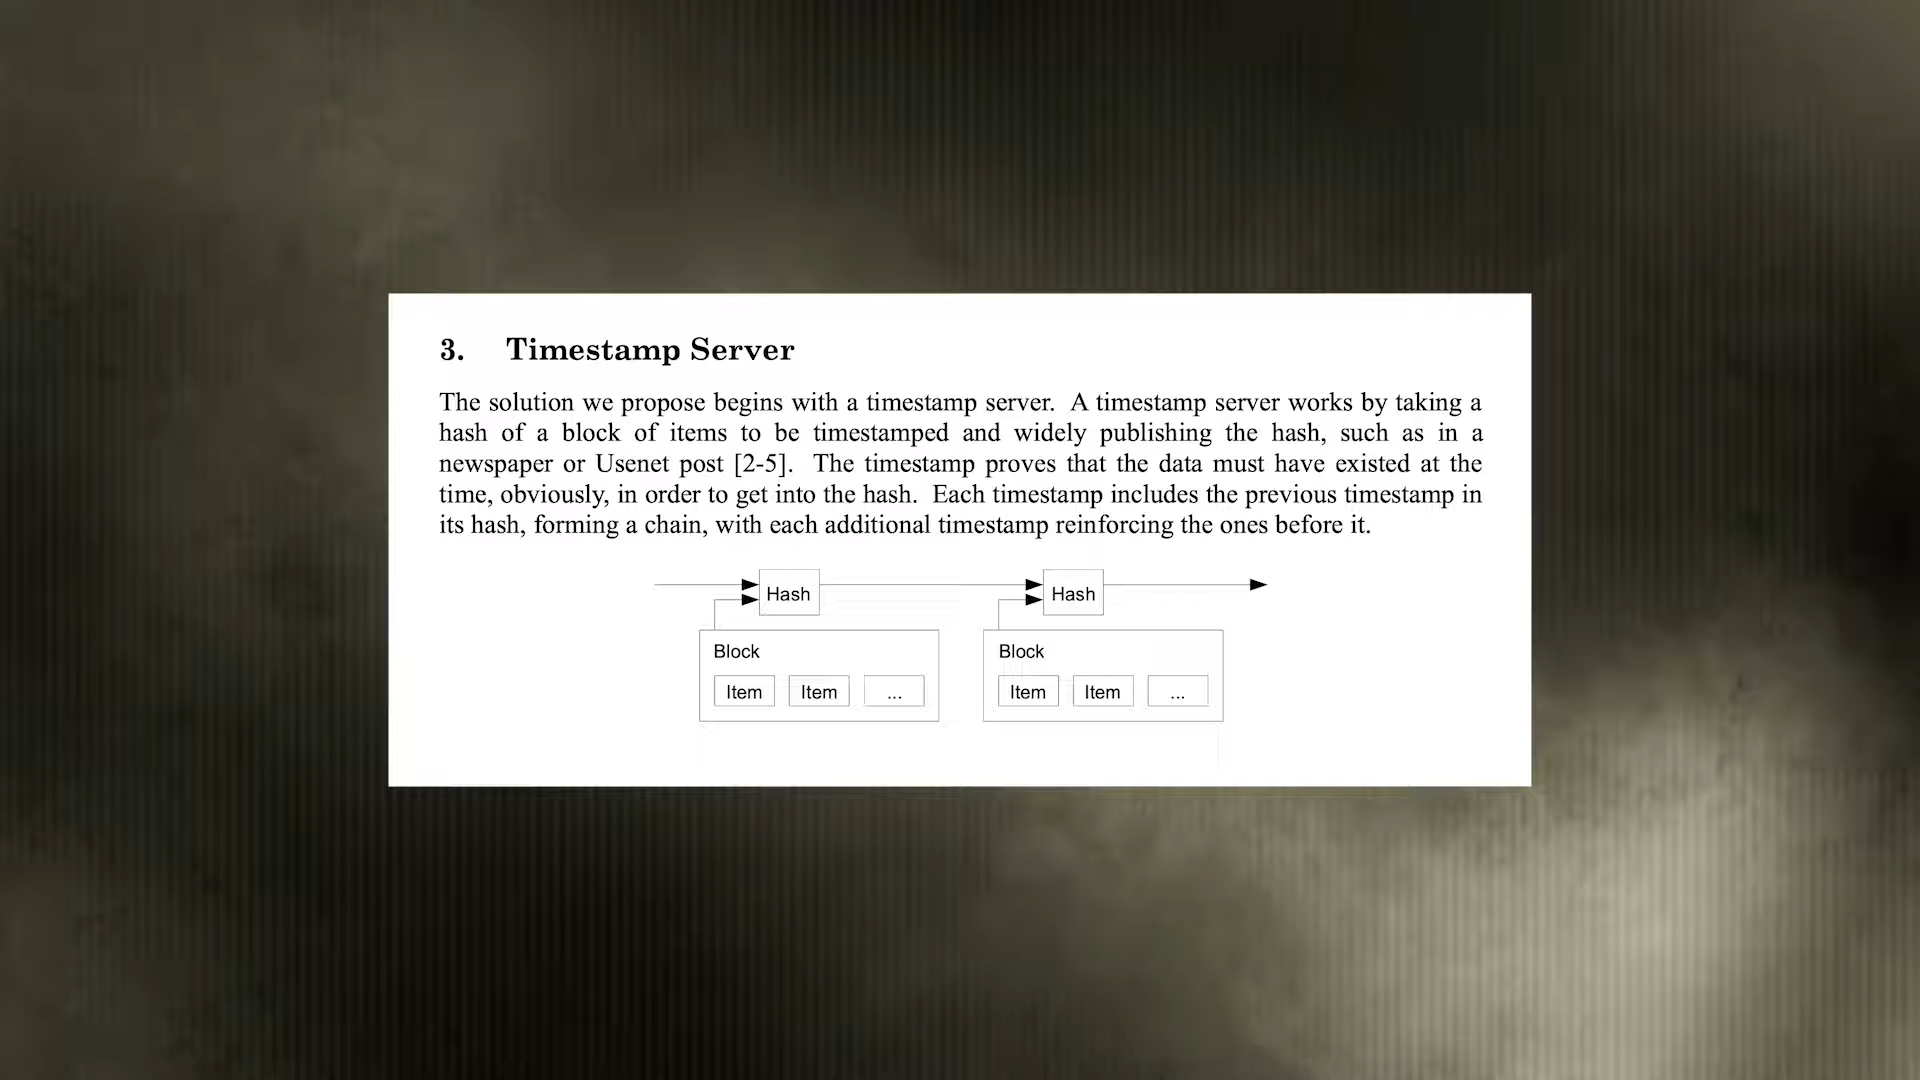 3. Timestamp Server
The solution we propose begins with a timestamp server. A timestamp server works by taking a
hash of a block of items to be timestamped and widely publishing the hash, such as in a
newspaper or Usenet post [2-5]. The timestamp proves that the data must have existed at the
time, obviously, in order to get into the hash. Each timestamp includes the previous timestamp in
its hash, forming a chain, with each additional timestamp reinforcing the ones before it.
Hash Hash
Block Block
Item Item ... Item Item ...